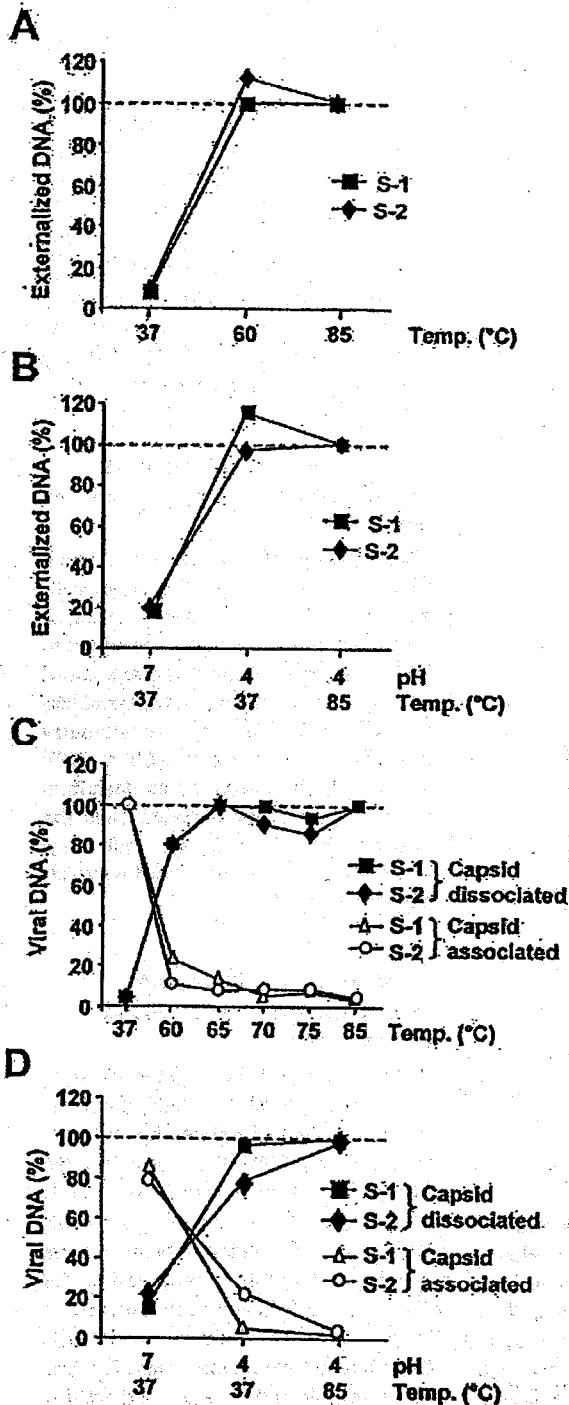 A
Externalized DNA (%)
120
100
80
60
40
20
0
S-1
S-2
37 60 85 Temp. (°C)
B
Externalized DNA (%)
120
100
80
60
40
20
0
S-1
S-2
7 4 4 pH
37 37 85 Temp. (°C)
C
Viral DNA (%)
120
100
80
60
40
20
0
S-1 } Capsid
S-2 } dissociated
S-1 } Capsid
S-2 } associated
37 60 65 70 75 85 Temp. (°C)
D
Viral DNA (%)
120
100
80
60
40
20
0
S-1 } Capsid
S-2 } dissociated
S-1 } Capsid
S-2 } associated
7 4 4 pH
37 37 85 Temp. (°C)